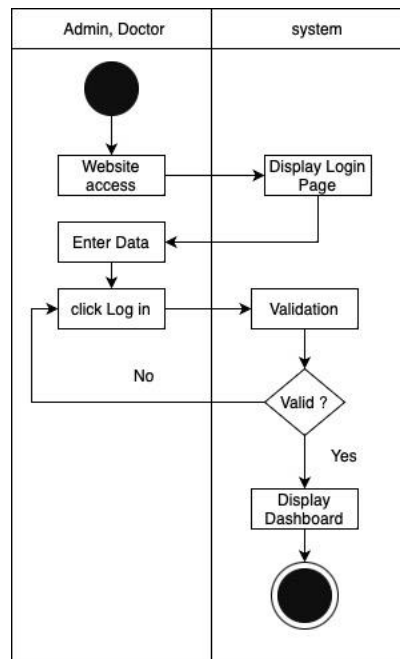 Admin, Doctor
system
Website
access
Display Login
Page
Enter Data
click Log in
Validation
No
Valid ?
Yes
Display
Dashboard